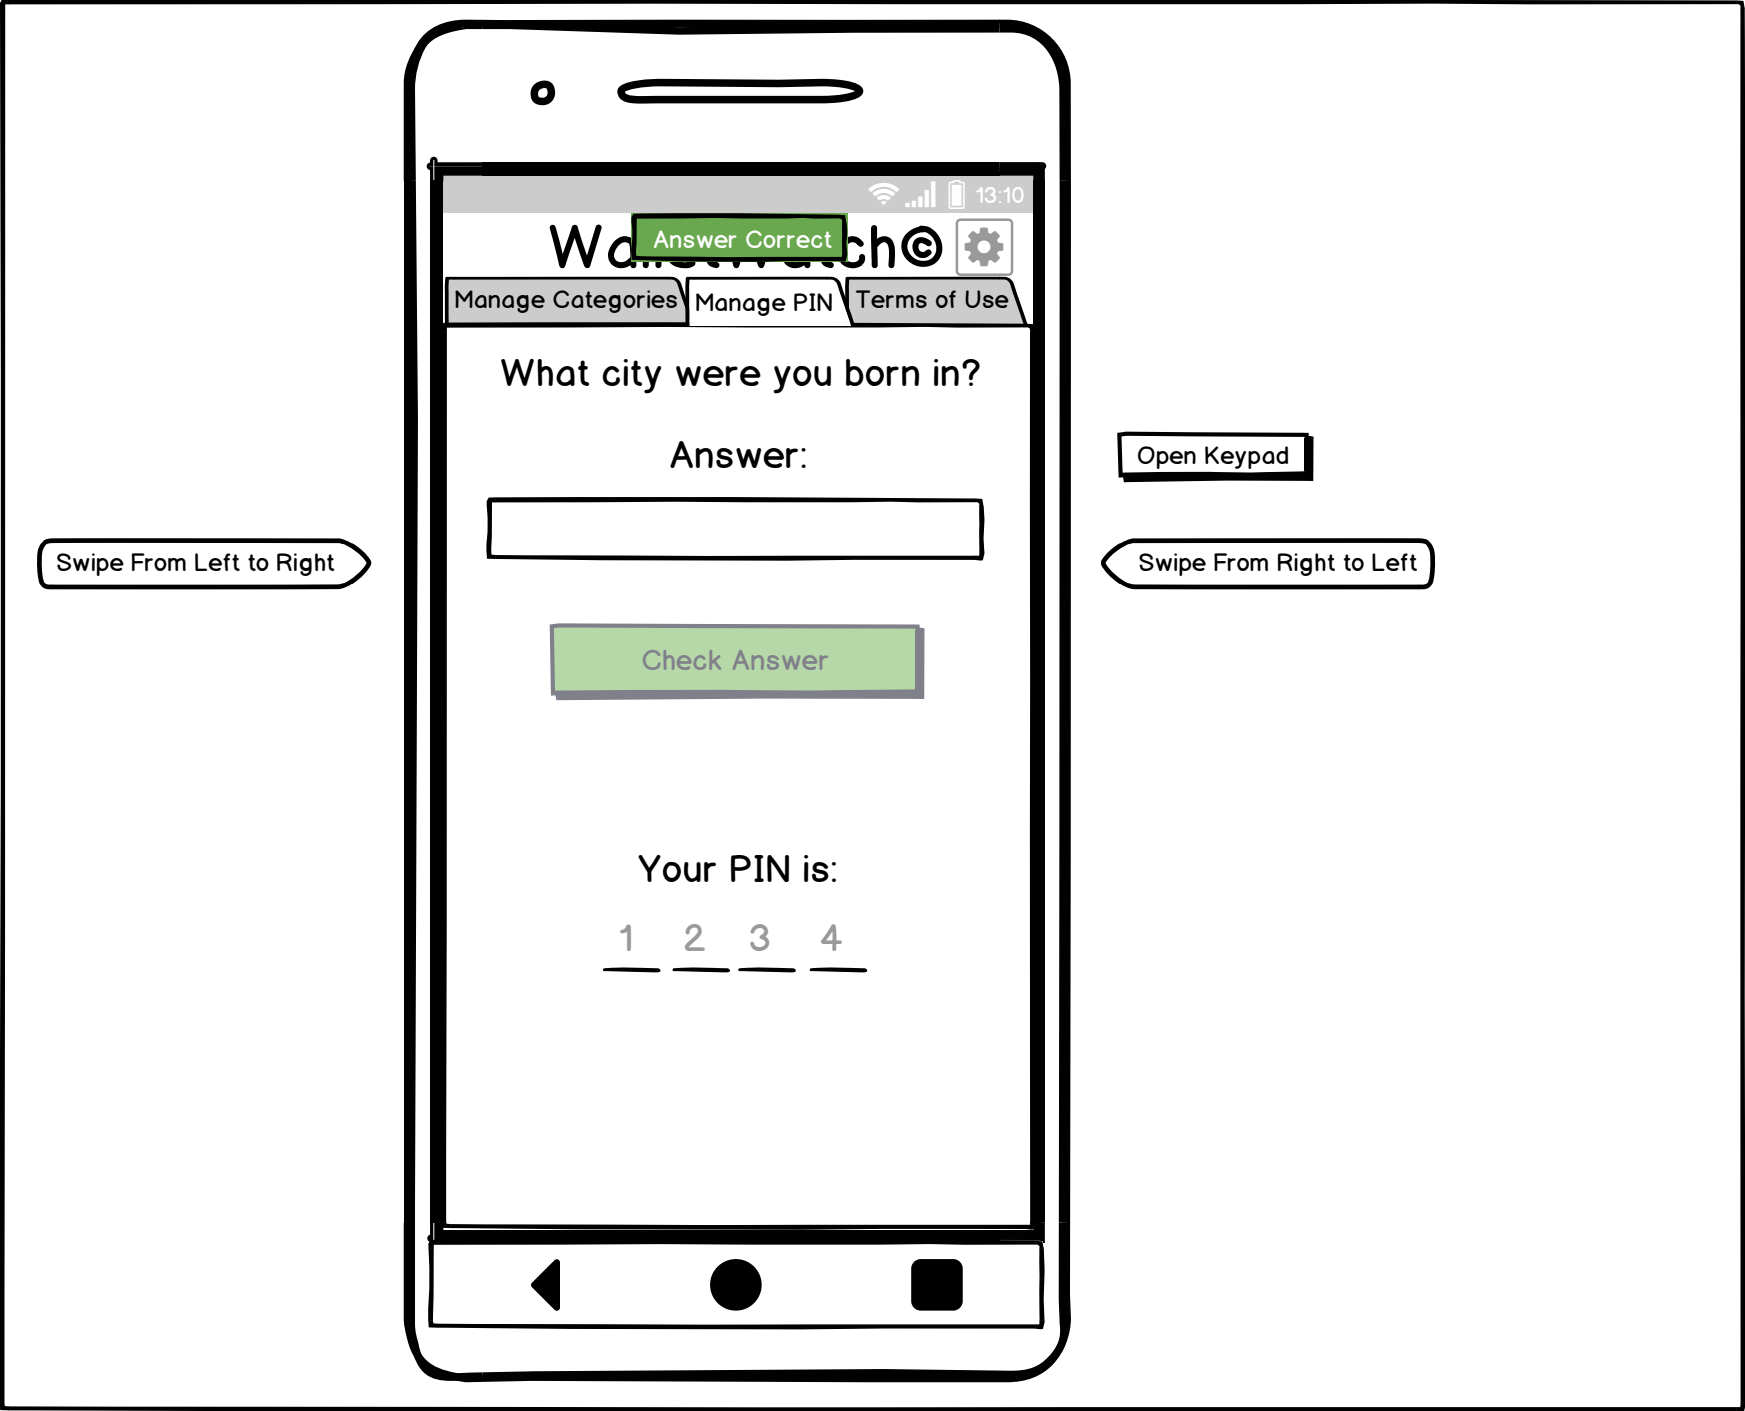 13:10
Answer Correct
Wa ch©
Manage Categories Manage PIN Terms of Use
What city were you born in?
Answer:
Open Keypad
Swipe From Left to Right
Swipe From Right to Left
Check Answer
Your PIN is:
1 2 3 4